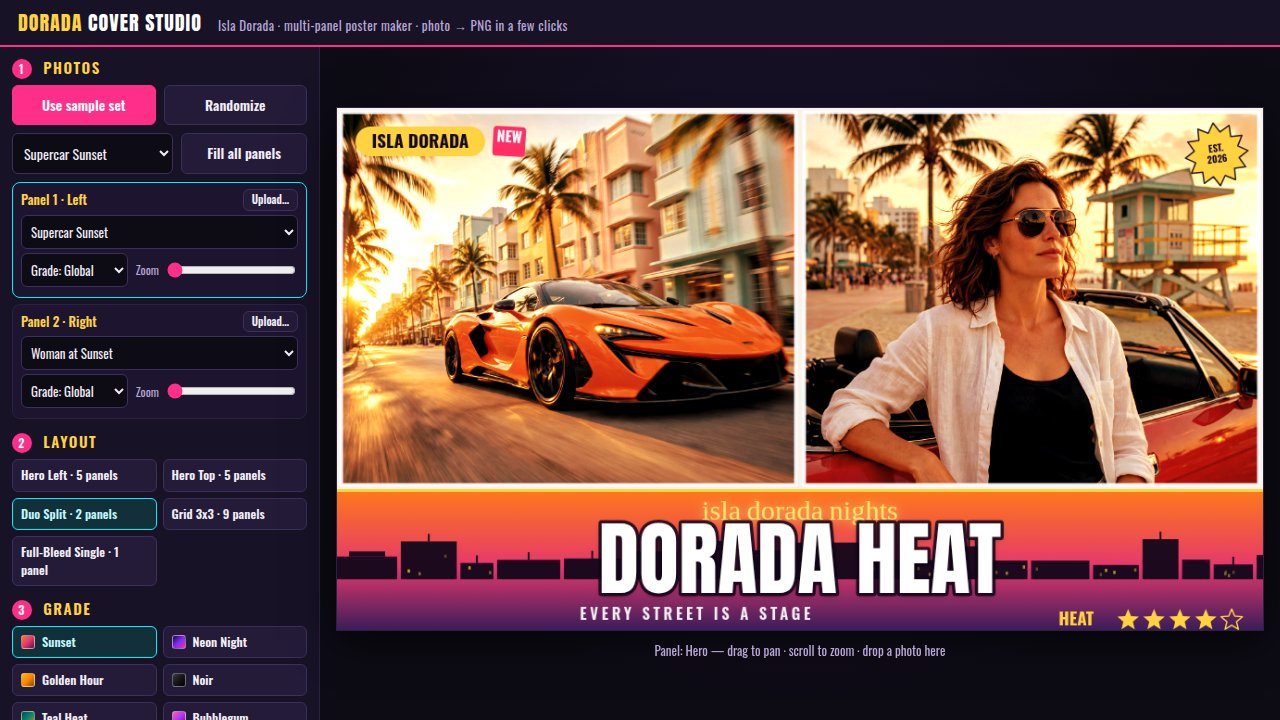 DORADA COVER STUDIO
Isla Dorada · multi-panel poster maker · photo → PNG in a few clicks
1 PHOTOS
Use sample set
Randomize
Supercar Sunset
Fill all panels
Panel 1 · Left
Upload...
Supercar Sunset
Grade: Global
Zoom
Panel 2 · Right
Upload...
Woman at Sunset
Grade: Global
Zoom
2 LAYOUT
Hero Left · 5 panels
Hero Top · 5 panels
Duo Split · 2 panels
Grid 3x3 · 9 panels
Full-Bleed Single · 1
panel
3 GRADE
Sunset
Neon Night
Golden Hour
Noir
Teal Heat
Bubblegum
ISLA DORADA
NEW
EST.
2026
isla dorada nights
DORADA HEAT
EVERY STREET IS A STAGE
HEAT
Panel: Hero — drag to pan · scroll to zoom · drop a photo here